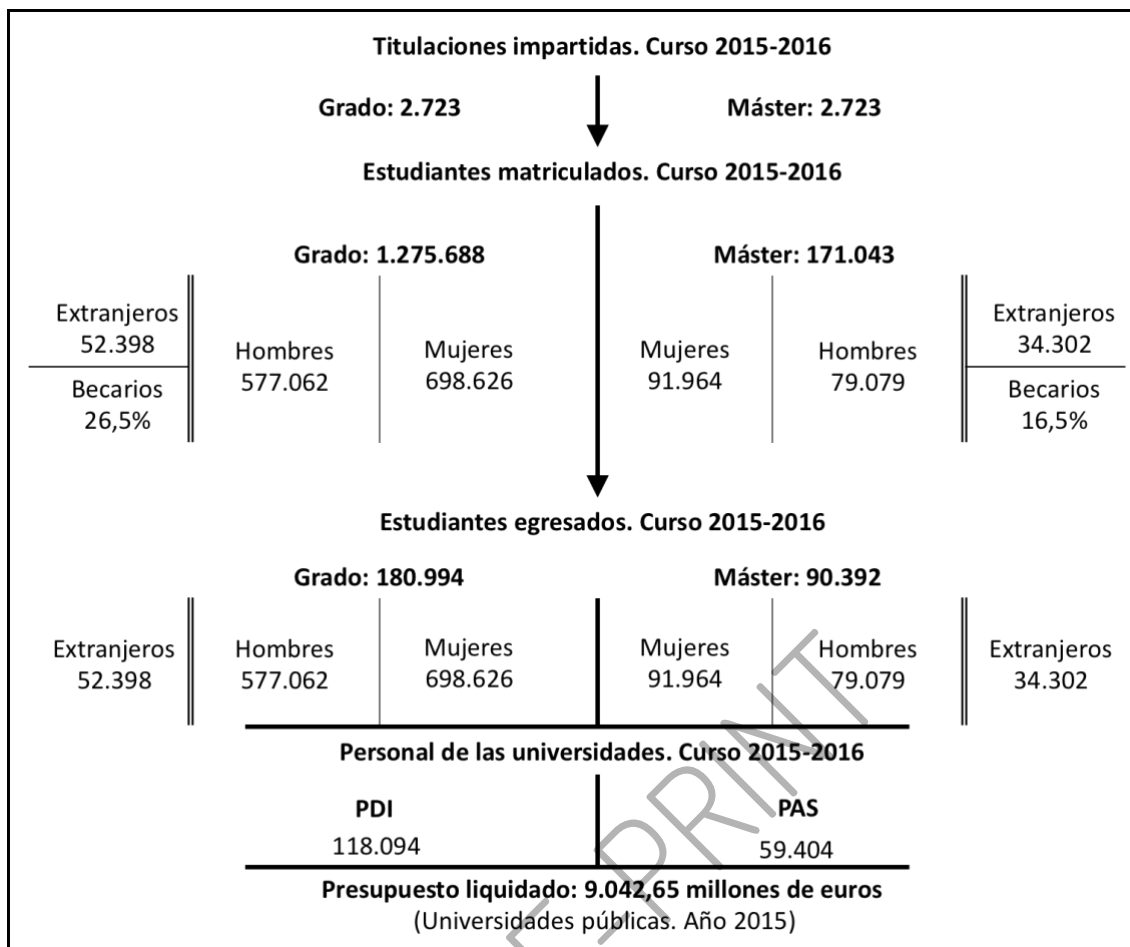 Titulaciones impartidas. Curso 2015-2016
Grado: 2.723 Máster: 2.723
Estudiantes matriculados. Curso 2015-2016
Grado: 1.275.688 Máster: 171.043
Extranjeros
52.398
Becarios
26,5%
Hombres
577.062
Mujeres
698.626
Mujeres
91.964
Hombres
79.079
Extranjeros
34.302
Becarios
16,5%
Estudiantes egresados. Curso 2015-2016
Grado: 180.994 Máster: 90.392
Extranjeros
52.398
Hombres
577.062
Mujeres
698.626
Mujeres
91.964
Hombres
79.079
Extranjeros
34.302
Personal de las universidades. Curso 2015-2016
PDI
118.094
PAS
59.404
Presupuesto liquidado: 9.042,65 millones de euros
(Universidades públicas. Año 2015)
E-PRINT